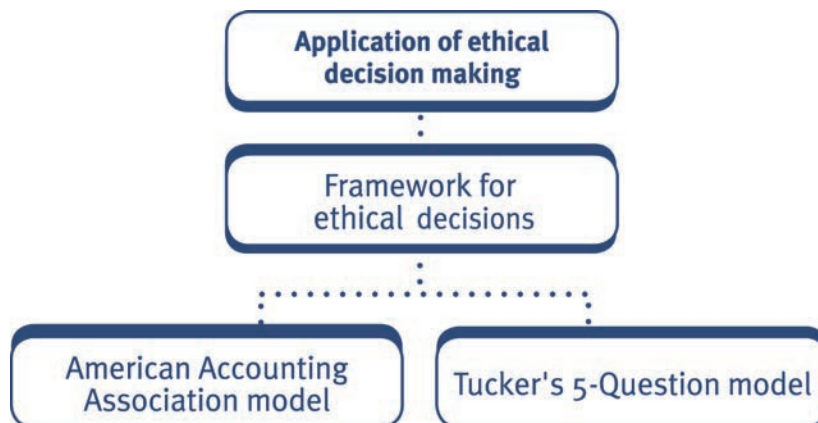 Application of ethical
decision making
Framework for
ethical decisions
American Accounting
Association model
Tucker's 5-Question model